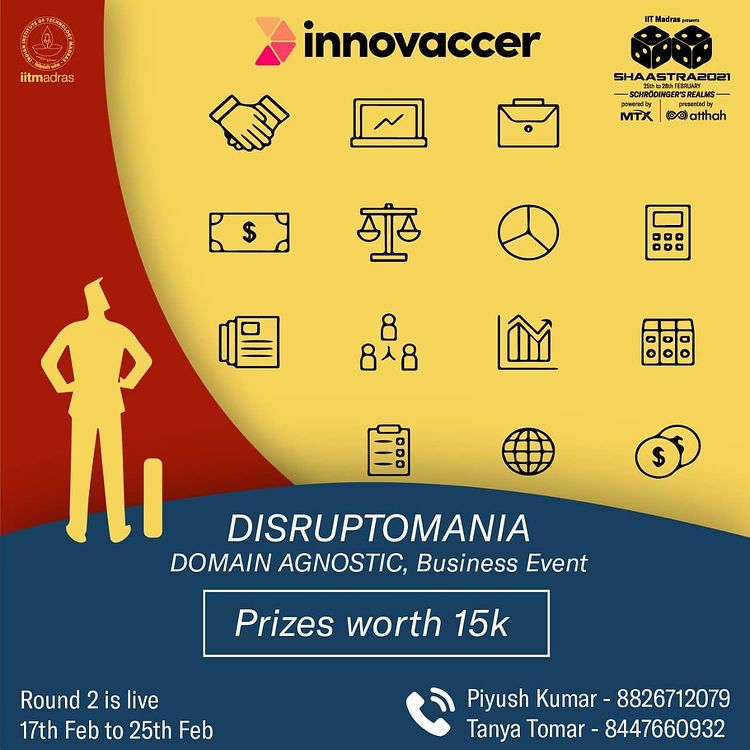 iitmadras
innovaccer
IIT Madras presents
SHAASTRA2021
25th to 28th FEBRUARY
SCHRÖDINGER'S REALMS
powered by
presented by
MTX
atthah
$
$
$
DISRUPTOMANIA
DOMAIN AGNOSTIC, Business Event
Prizes worth 15k
Round 2 is live
17th Feb to 25th Feb
Piyush Kumar - 8826712079
Tanya Tomar - 8447660932